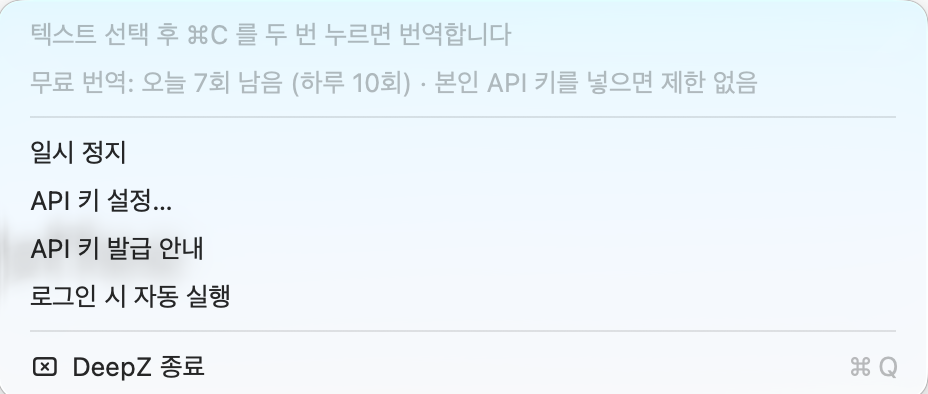 텍스트 선택 후 ⌘C 를 두 번 누르면 번역합니다
무료 번역: 오늘 7회 남음 (하루 10회) · 본인 API 키를 넣으면 제한 없음
일시 정지
API 키 설정...
API 키 발급 안내
로그인 시 자동 실행
DeepZ 종료 ⌘ Q